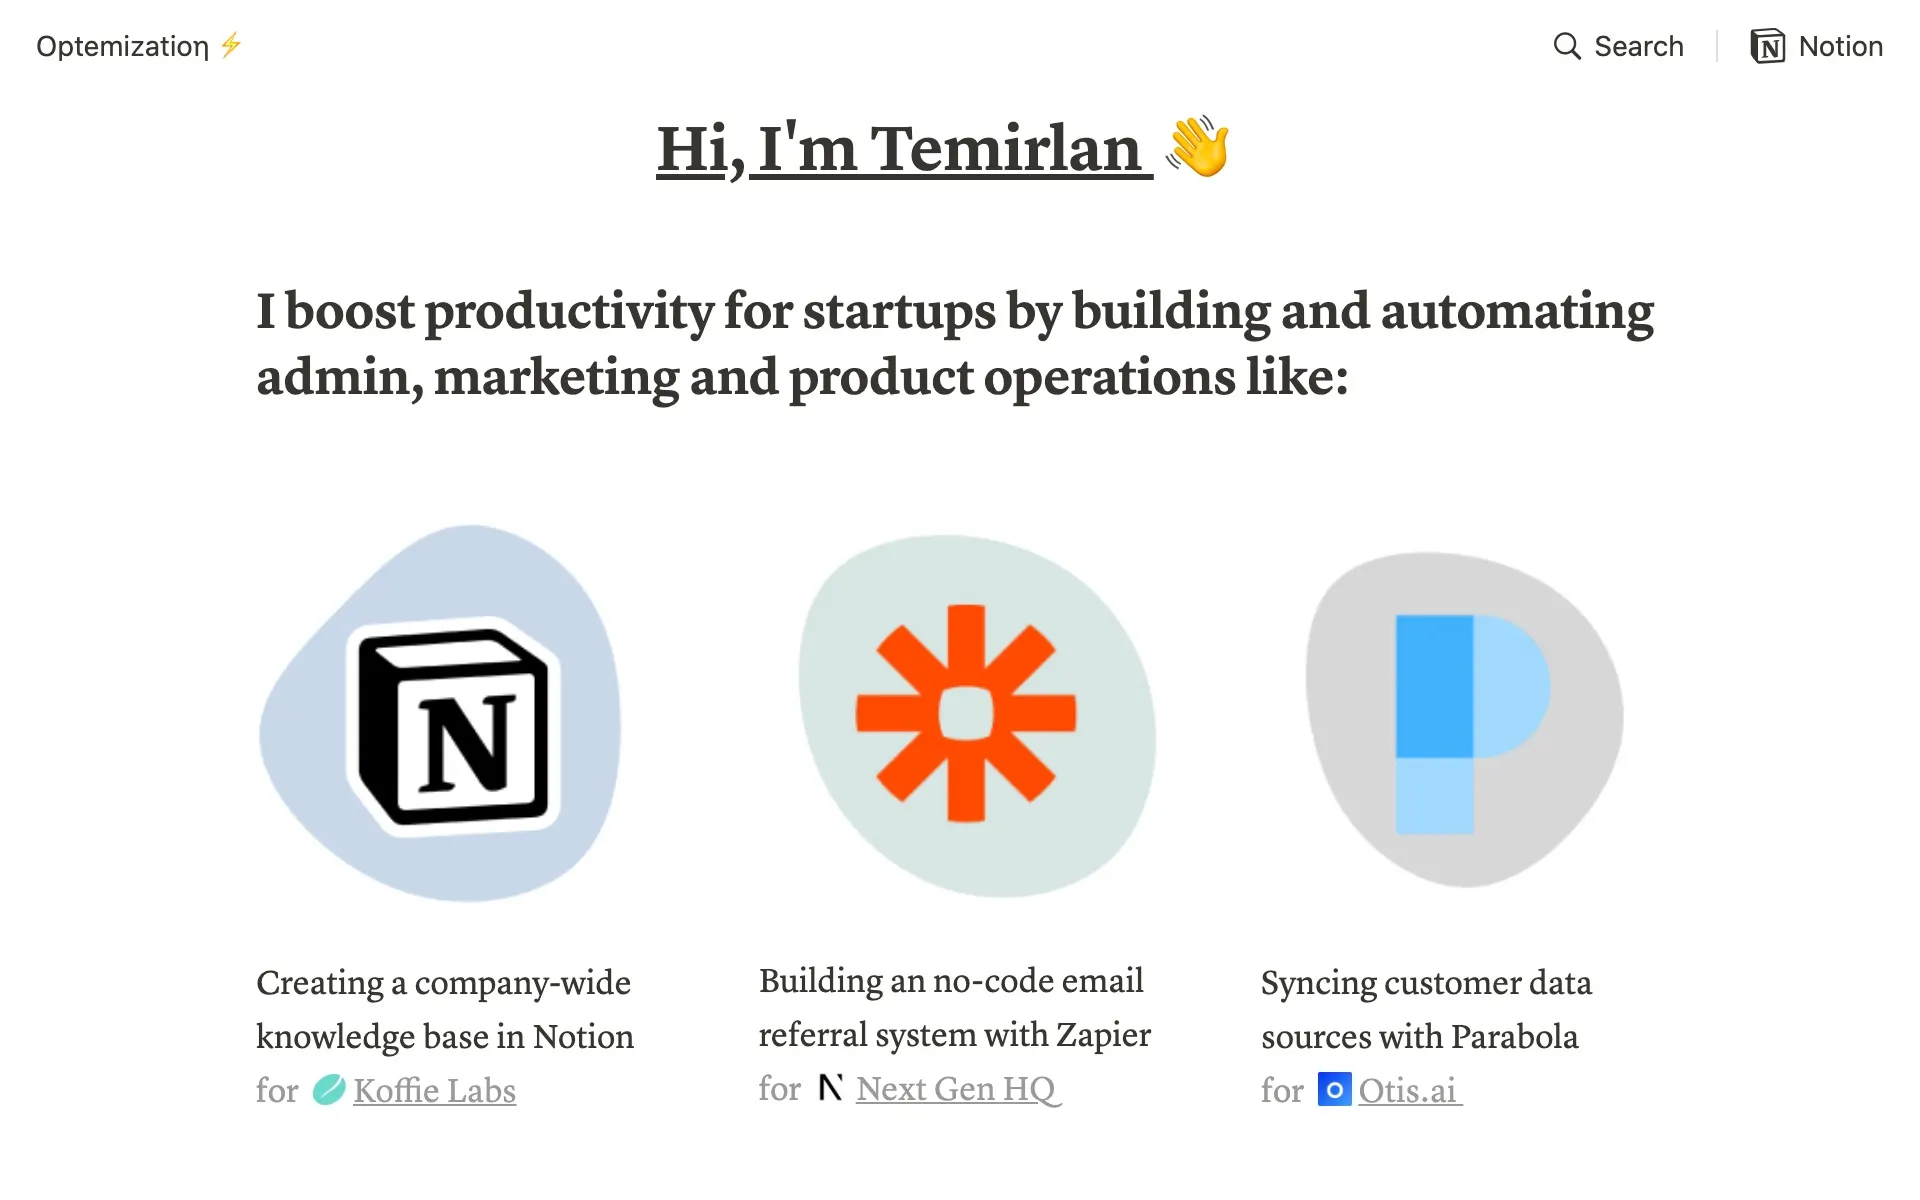 Optemizatioη ⚡
Search
Notion
Hi, I'm Temirlan 👋
I boost productivity for startups by building and automating
admin, marketing and product operations like:
N
Creating a company-wide
knowledge base in Notion
for Koffie Labs
Building an no-code email
referral system with Zapier
for Next Gen HQ
P
Syncing customer data
sources with Parabola
for Otis.ai